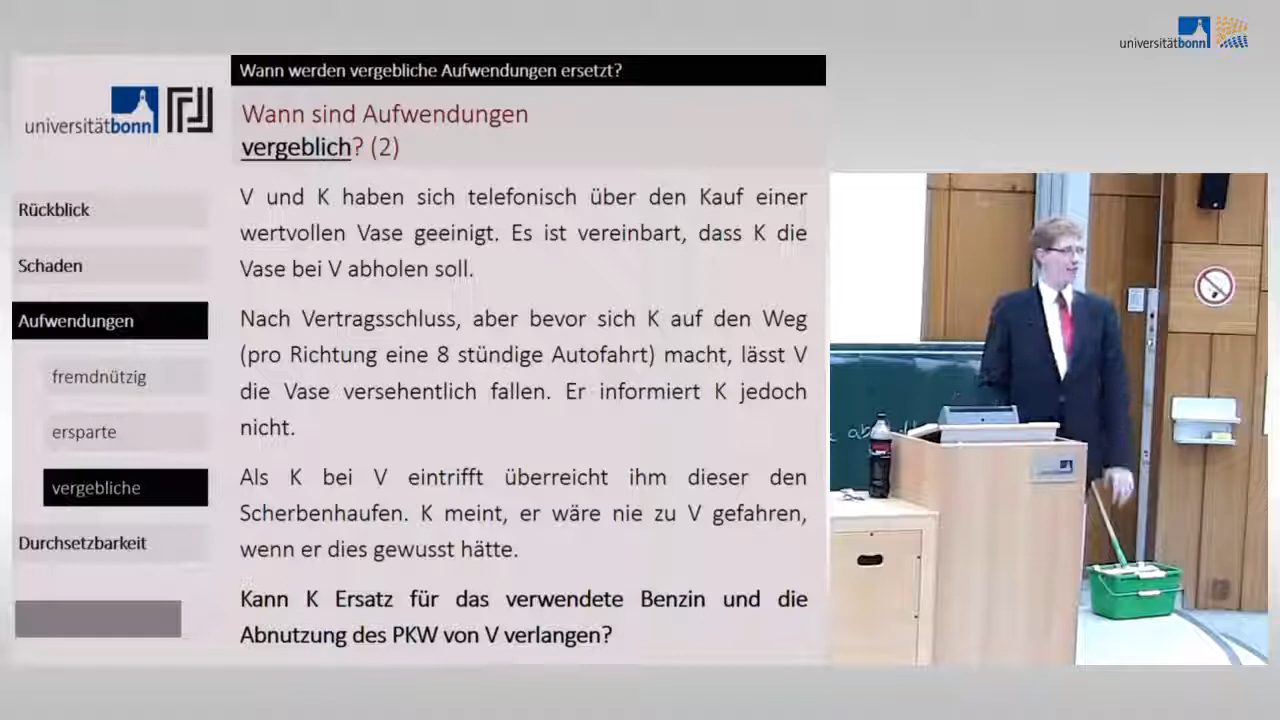 universitätbonn
Wann werden vergebliche Aufwendungen ersetzt?
universitätbonn
Wann sind Aufwendungen
vergeblich? (2)
Rückblick
Schaden
Aufwendungen
fremdnützig
ersparte
vergebliche
Durchsetzbarkeit
V und K haben sich telefonisch über den Kauf einer
wertvollen Vase geeinigt. Es ist vereinbart, dass K die
Vase bei V abholen soll.
Nach Vertragsschluss, aber bevor sich K auf den Weg
(pro Richtung eine 8 stündige Autofahrt) macht, lässt V
die Vase versehentlich fallen. Er informiert K jedoch
nicht.
Als K bei V eintrifft überreicht ihm dieser den
Scherbenhaufen. K meint, er wäre nie zu V gefahren,
wenn er dies gewusst hätte.
Kann K Ersatz für das verwendete Benzin und die
Abnutzung des PKW von V verlangen?